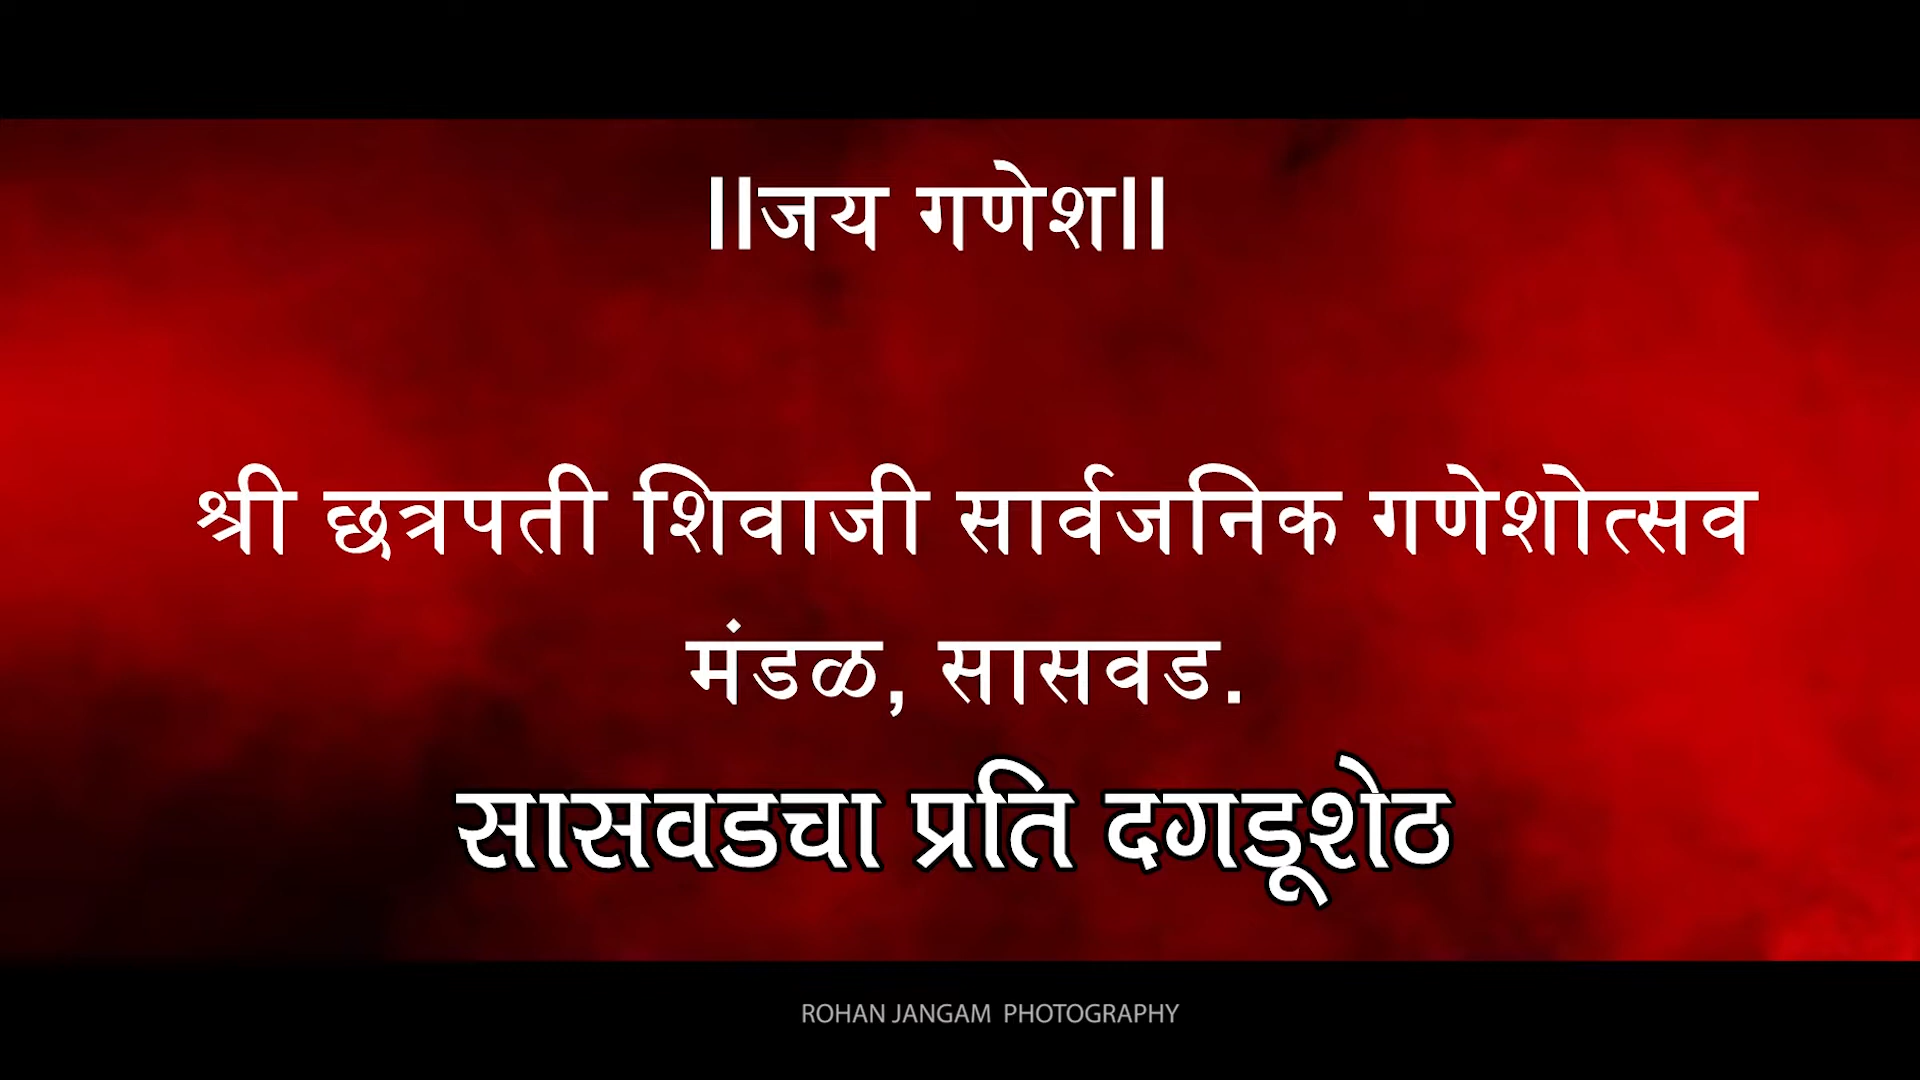 ||जय गणेश||
श्री छत्रपती शिवाजी सार्वजनिक गणेशोत्सव
मंडळ, सासवड.
सासवडचा प्रति दगडूशेठ
ROHAN JANGAM PHOTOGRAPHY